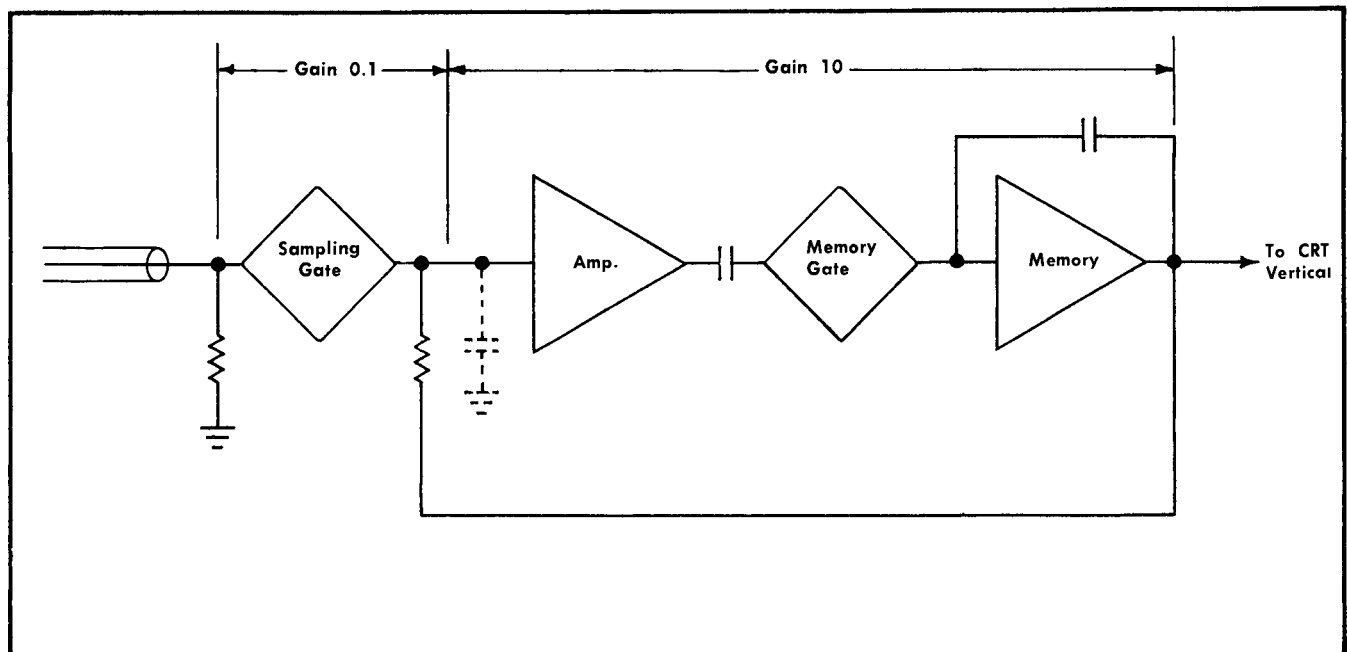 Gain 0.1
Gain 10
Sampling
Gate
Amp.
Memory
Gate
Memory
To CRT
Vertical